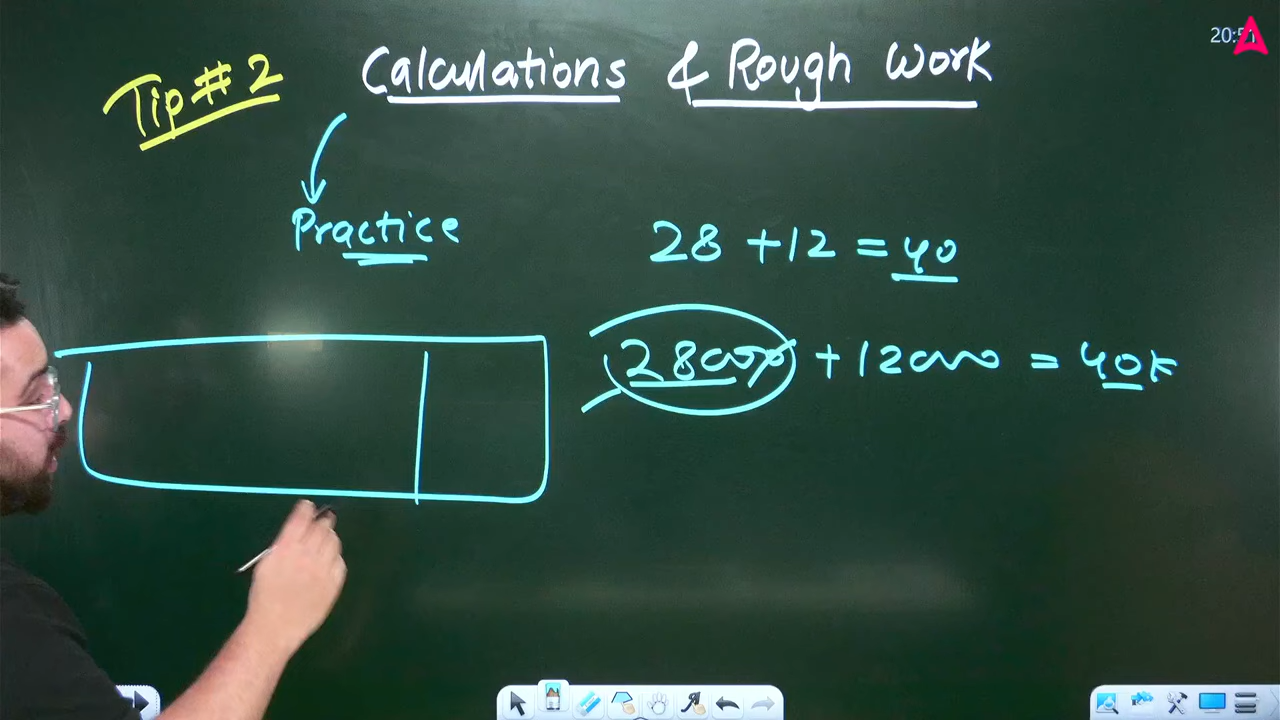 Tip # 2
Calculations & Rough Work
Practice
28 + 12 = 40
28000 + 12000 = 40k